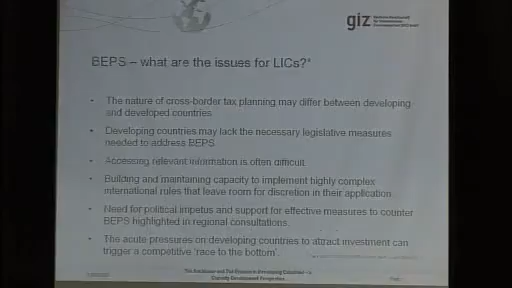 giz
BEPS – what are the issues for LICs?*
• The nature of cross-border tax planning may differ between developing
and developed countries
• Developing countries may lack the necessary legislative measures
needed to address BEPS.
• Accessing relevant information is often difficult.
• Building and maintaining capacity to implement highly complex
international rules that leave room for discretion in their application.
• Need for political impetus and support for effective measures to counter
BEPS highlighted in regional consultations.
• The acute pressures on developing countries to attract investment can
trigger a competitive 'race to the bottom'.